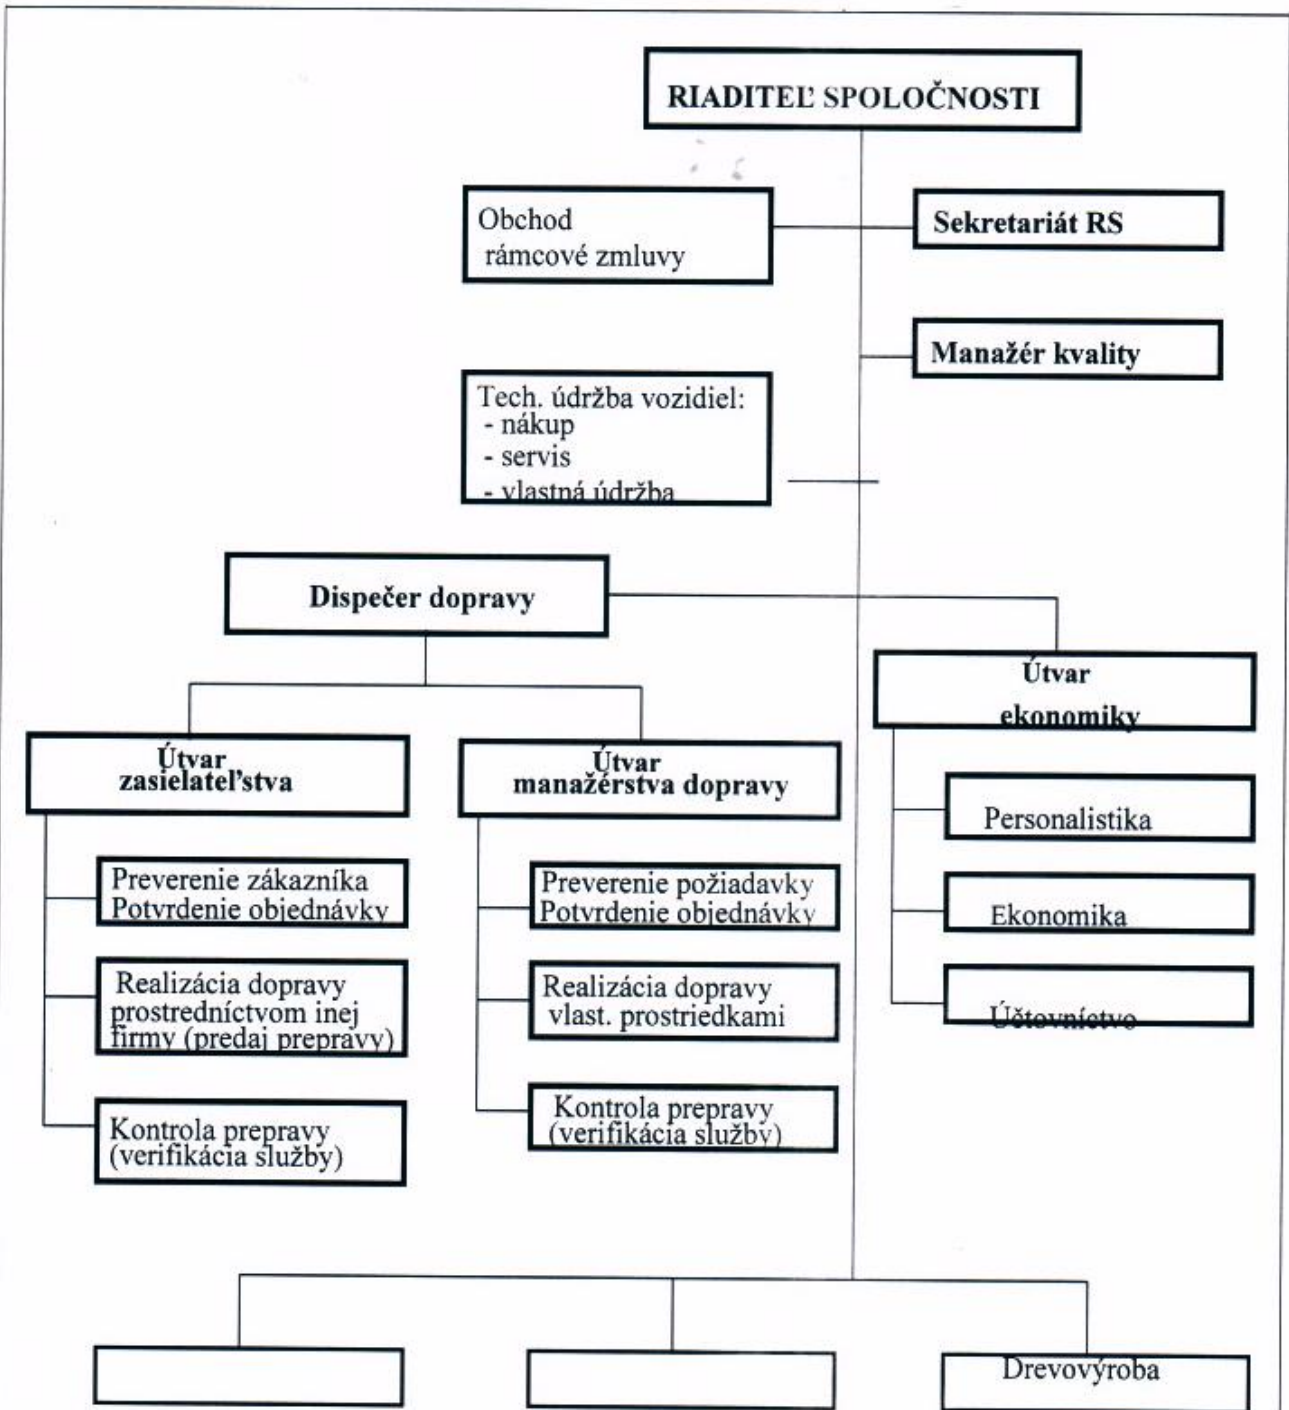 RIADITEĽ SPOLOČNOSTI
Obchod
rámcové zmluvy
Sekretariát RS
Manažér kvality
Tech. údržba vozidiel:
- nákup
- servis
- vlastná údržba
Dispečer dopravy
Útvar
ekonomiky
Útvar
zasielateľstva
Útvar
manažérstva dopravy
Personalistika
Ekonomika
Účtovníctvo
Preverenie zákazníka
Potvrdenie objednávky
Realizácia dopravy
prostredníctvom inej
firmy (predaj prepravy)
Kontrola prepravy
(verifikácia služby)
Preverenie požiadavky
Potvrdenie objednávky
Realizácia dopravy
vlast. prostriedkami
Kontrola prepravy
(verifikácia služby)
Drevovýroba